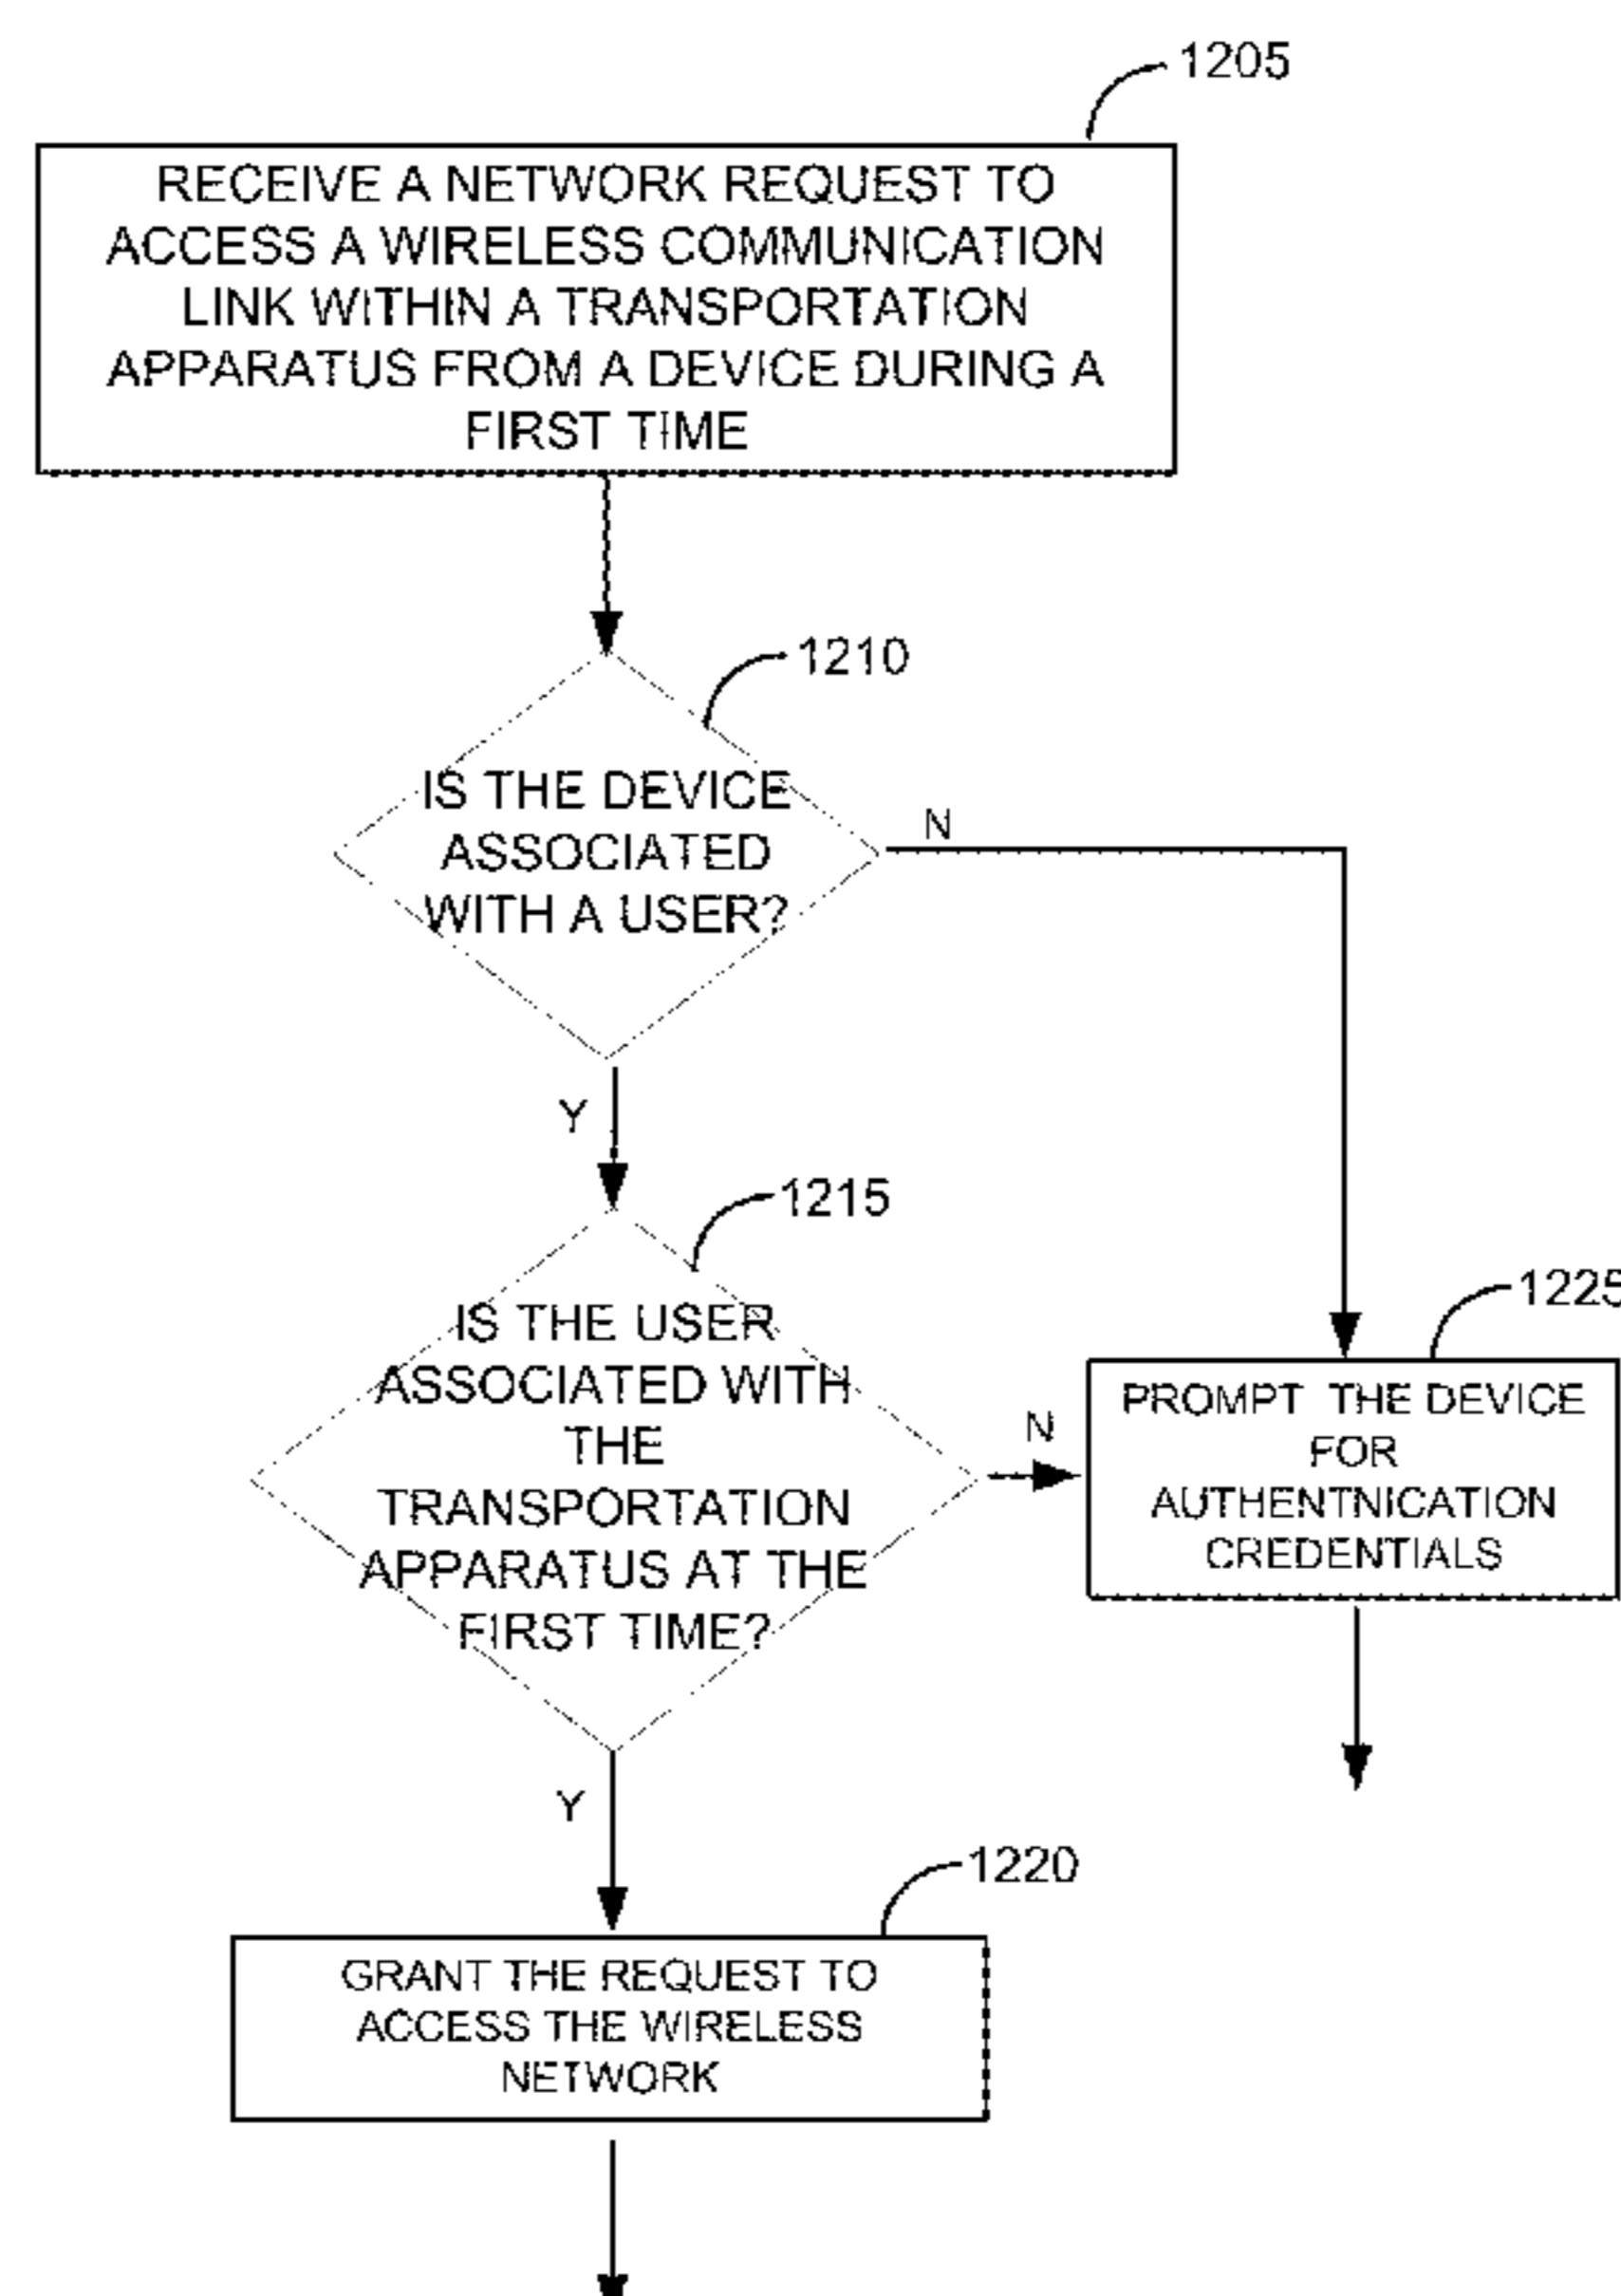 1205
RECEIVE A NETWORK REQUEST TO
ACCESS A WIRELESS COMMUNICATION
LINK WITHIN A TRANSPORTATION
APPARATUS FROM A DEVICE DURING A
FIRST TIME
1210
IS THE DEVICE
ASSOCIATED
WITH A USER?
N
Y
1215
IS THE USER
ASSOCIATED WITH
THE
TRANSPORTATION
APPARATUS AT THE
FIRST TIME?
N
1225
PROMPT THE DEVICE
FOR
AUTHENTNICATION
CREDENTIALS
Y
1220
GRANT THE REQUEST TO
ACCESS THE WIRELESS
NETWORK